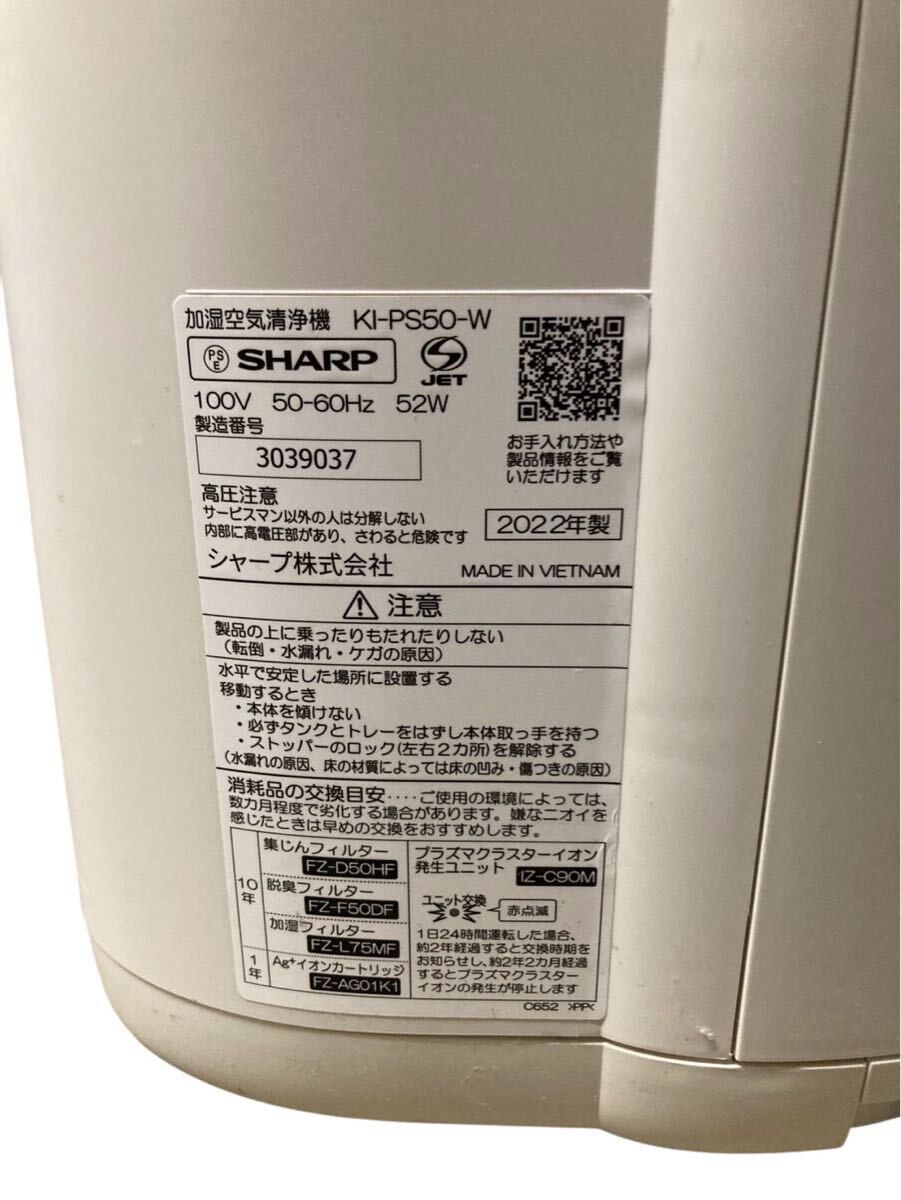 加湿空気清浄機 KI-PS50-W
PS E SHARP
JET
100V 50-60Hz 52W
製造番号
3039037
お手入れ方法や
製品情報をご覧
いただけます
高圧注意
サービスマン以外の人は分解しない
内部に高電圧部があり、さわると危険です
2022年製
シャープ株式会社 MADE IN VIETNAM
注意
製品の上に乗ったりもたれたりしない
(転倒・水漏れ・ケガの原因)
水平で安定した場所に設置する
移動するとき
・本体を傾けない
・必ずタンクとトレーをはずし本体取っ手を持つ
・ストッパーのロック(左右2カ所)を解除する
(水漏れの原因、床の材質によっては床の凹み・傷つきの原因)
消耗品の交換目安‥‥ご使用の環境によっては、
数カ月程度で劣化する場合があります。嫌なニオイを
感じたときは早めの交換をおすすめします。
10年
集じんフィルター
FZ-D50HF
脱臭フィルター
FZ-F50DF
加湿フィルター
FZ-L75MF
1年
Ag+イオンカートリッジ
FZ-AG01K1
プラズマクラスターイオン
発生ユニット IZ-C90M
ユニット交換
赤点滅
1日24時間運転した場合、
約2年経過すると交換時期を
お知らせし、約2年2カ月経過
するとプラズマクラスター
イオンの発生が停止します
C652 >PP<